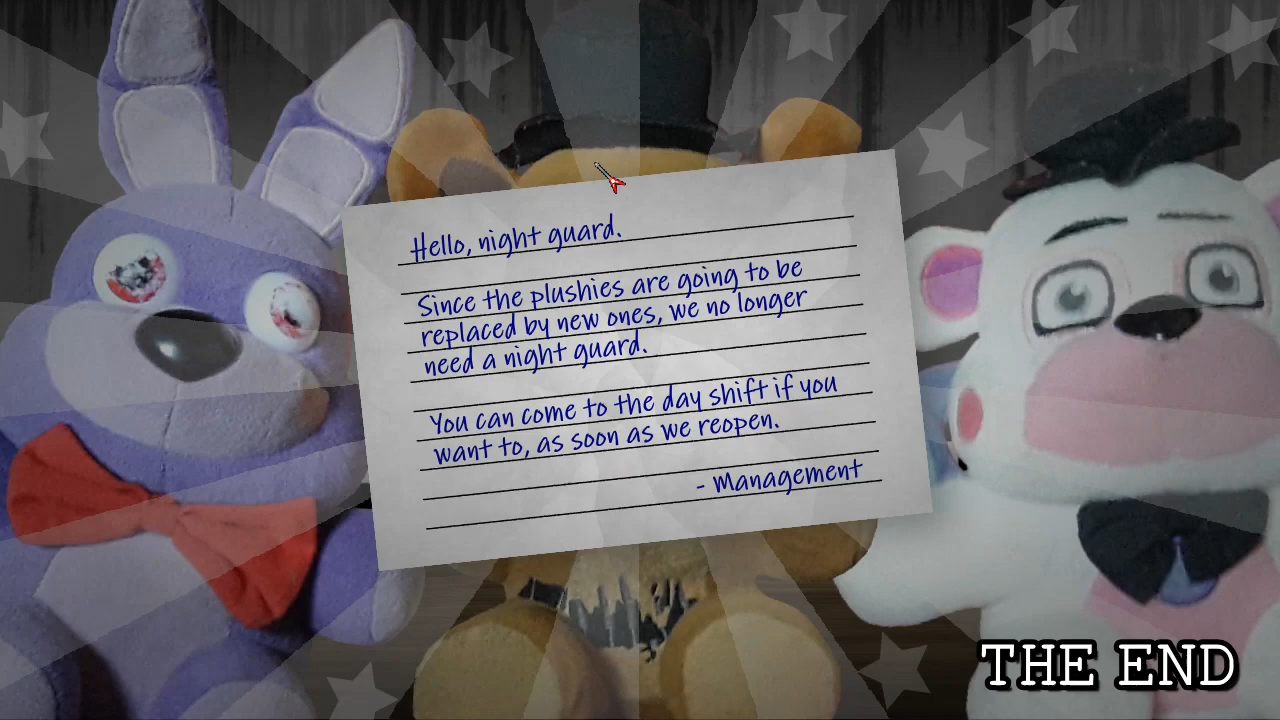 Hello, night guard.
Since the plushies are going to be
replaced by new ones, we no longer
need a night guard.
You can come to the day shift if you
want to, as soon as we reopen.
- Management
THE END